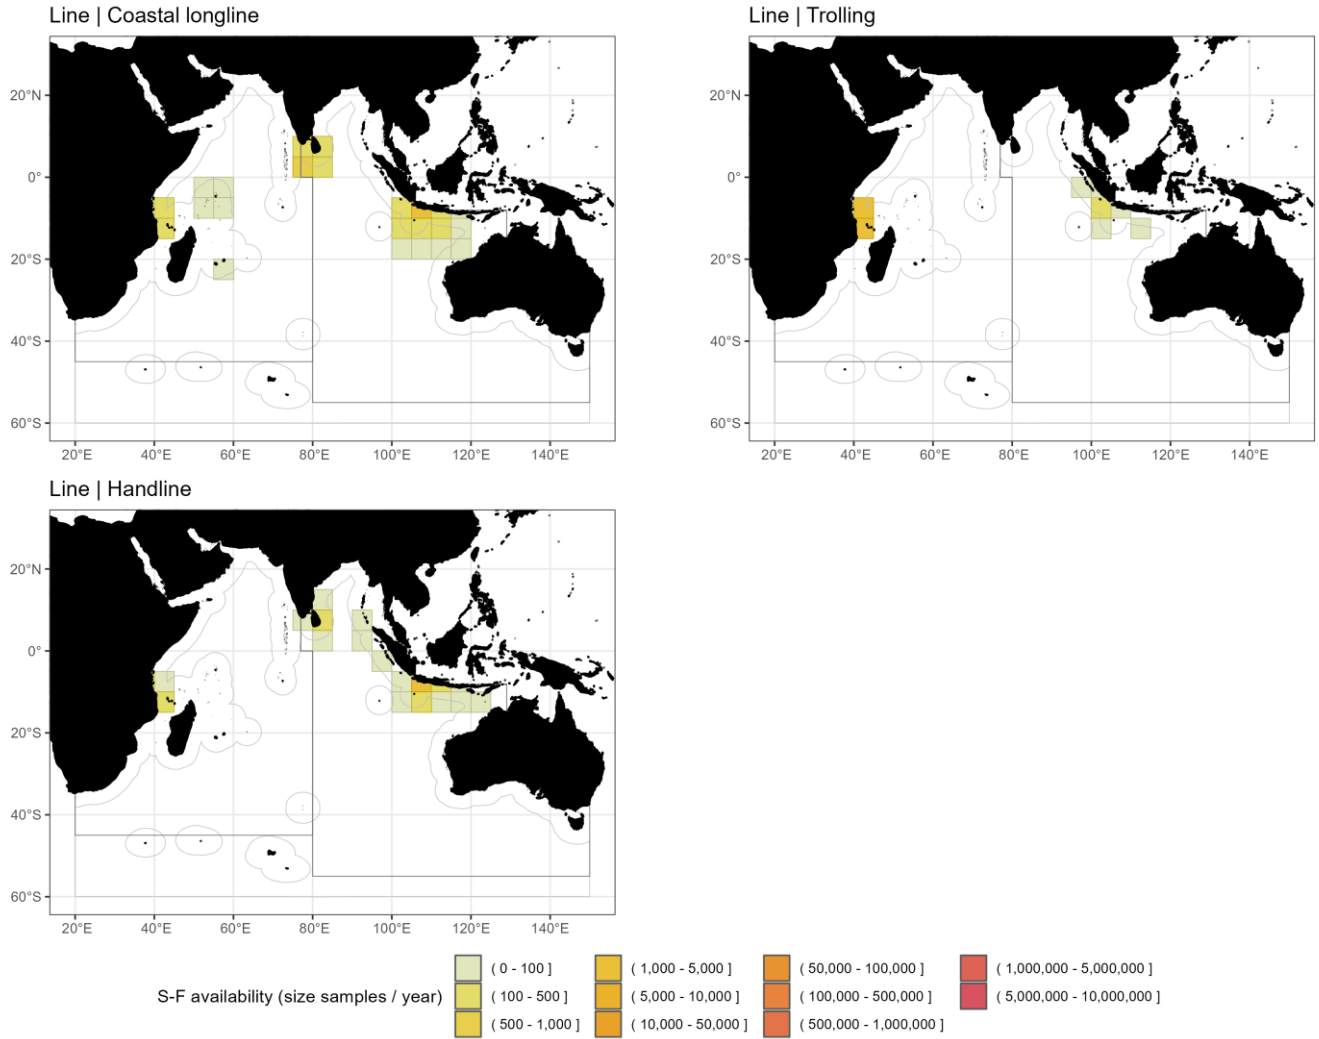 Line | Coastal longline
Line | Trolling
20°N
0°
20°S
40°S
60°S
20°E 40°E 60°E 80°E 100°E 120°E 140°E
20°N
0°
20°S
40°S
60°S
20°E 40°E 60°E 80°E 100°E 120°E 140°E
Line | Handline
20°N
0°
20°S
40°S
60°S
20°E 40°E 60°E 80°E 100°E 120°E 140°E
S-F availability (size samples / year)
( 0 - 100 ]
( 100 - 500 ]
( 500 - 1,000 ]
( 1,000 - 5,000 ]
( 5,000 - 10,000 ]
( 10,000 - 50,000 ]
( 50,000 - 100,000 ]
( 100,000 - 500,000 ]
( 500,000 - 1,000,000 ]
( 1,000,000 - 5,000,000 ]
( 5,000,000 - 10,000,000 ]